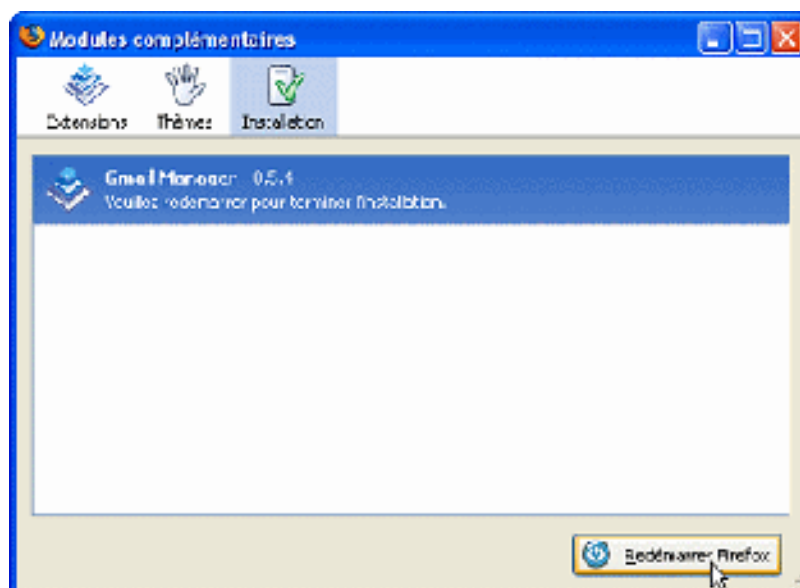 Modules complémentaires
Extensions Thèmes Installation
Gmail Manager 0.5.4
Veuillez redémarrer pour terminer l'installation.
Redémarrer Firefox